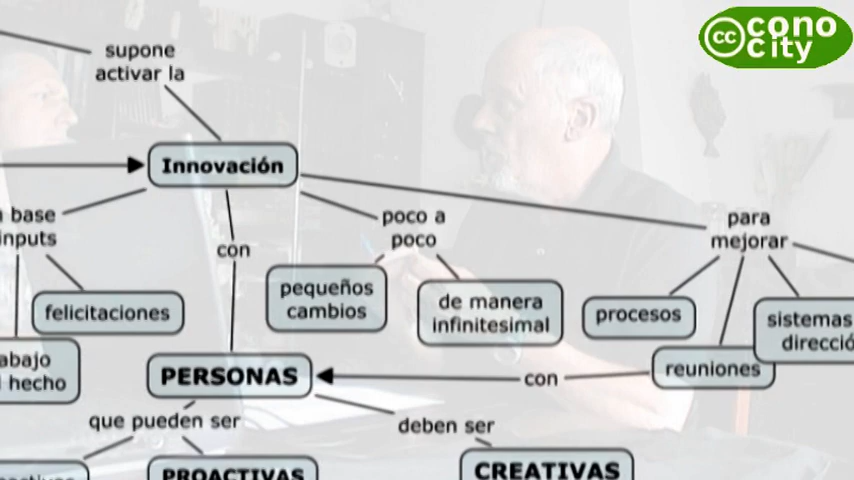 cc cono
city
supone
activar la
Innovación
base
inputs
con
poco a
poco
para
mejorar
felicitaciones
pequeños
cambios
de manera
infinitesimal
procesos
sistemas
hecho
PERSONAS
con
reuniones
que pueden ser
deben ser
PROACTIVAS
CREATIVAS